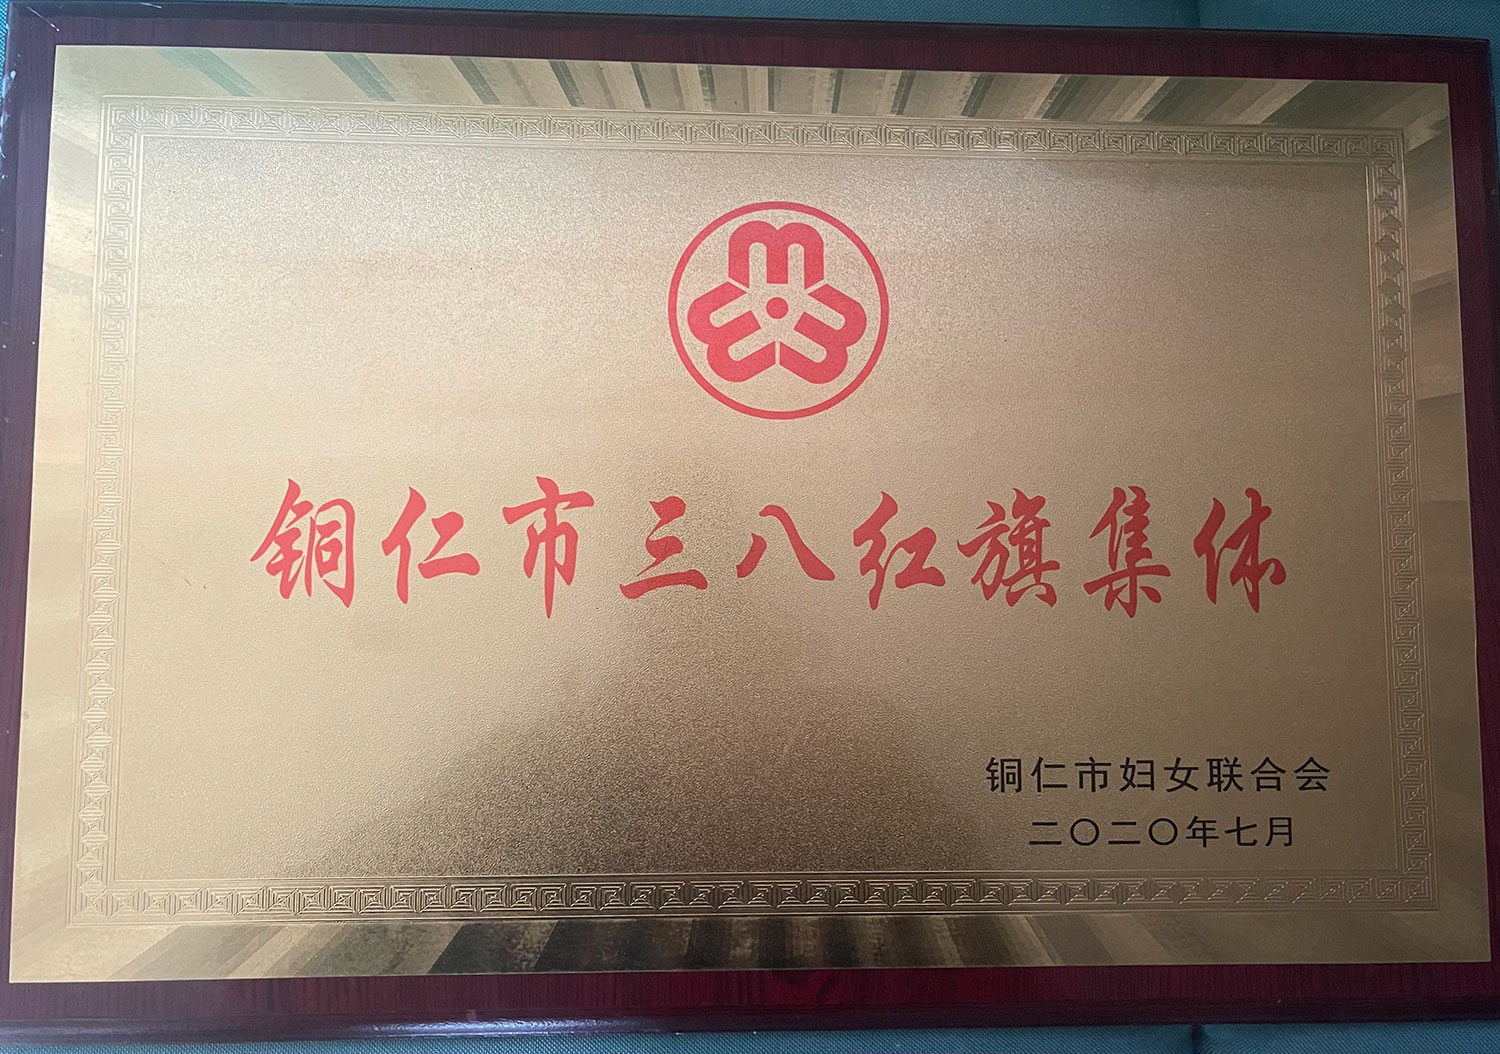 铜仁市三八红旗集体
铜仁市妇女联合会
二〇二〇年七月